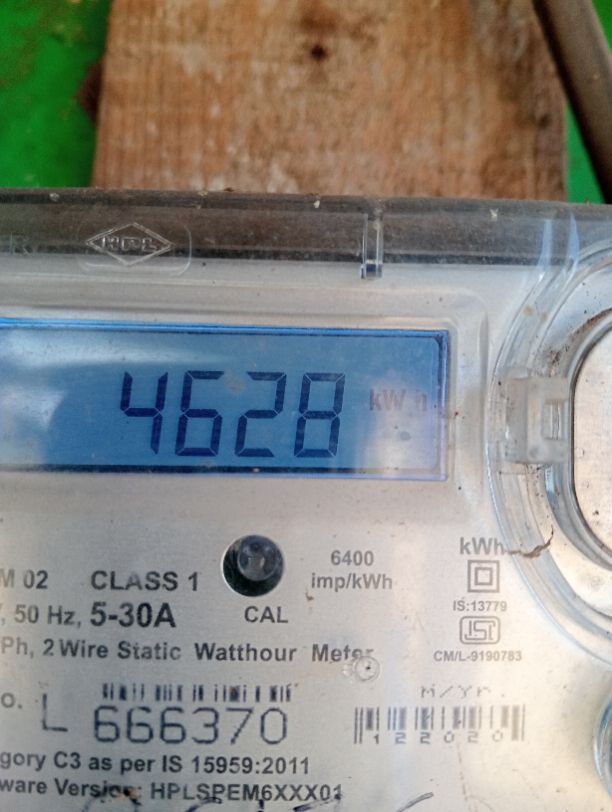 HPL
4628 kWh
M 02 CLASS 1
6400
imp/kWh
kWh
, 50 Hz, 5-30A
CAL
IS:13779
Ph, 2 Wire Static Watthour Meter
CM/L-9190783
o. L 666370
M/Yr.
122020
gory C3 as per IS 15959:2011
ware Version: HPLSPEM6XXX01